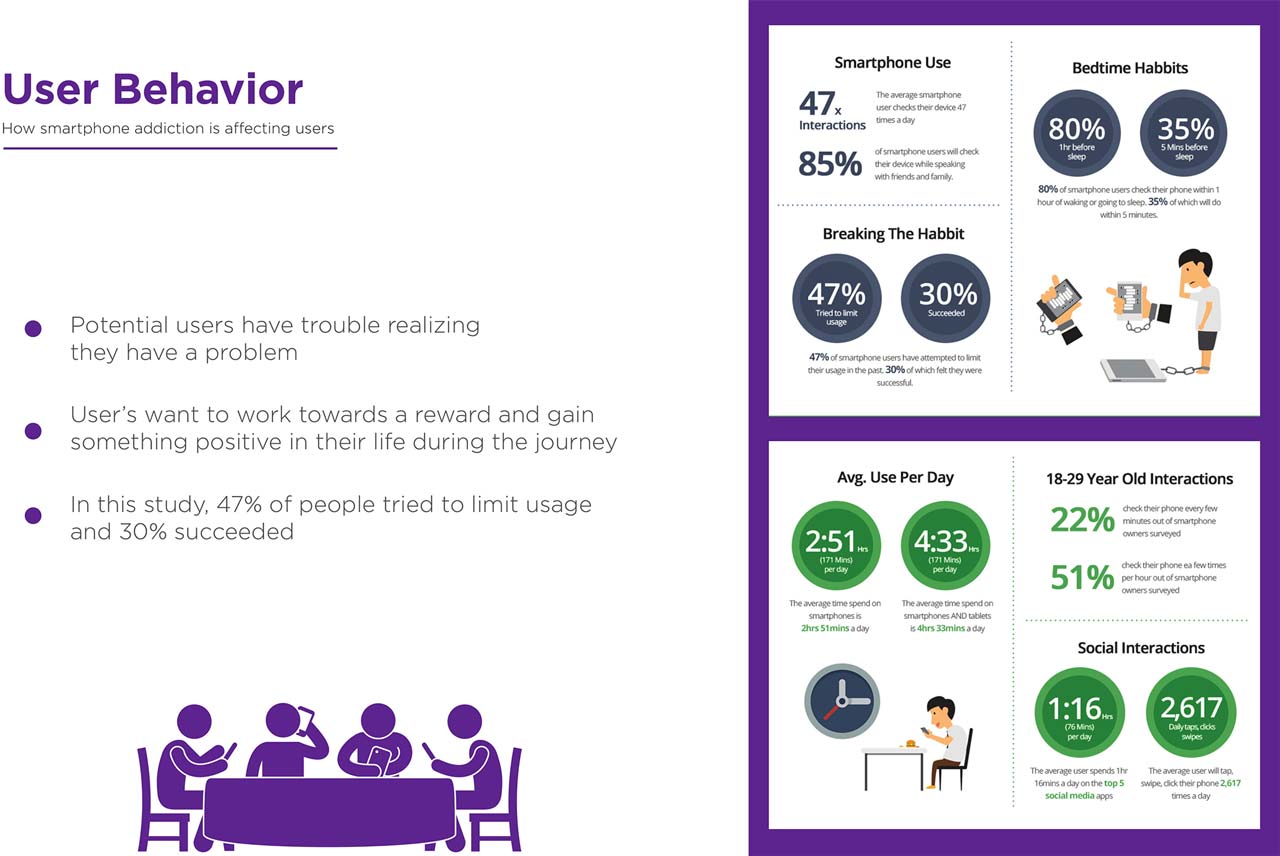 User Behavior
How smartphone addiction is affecting users
Potential users have trouble realizing
they have a problem
User’s want to work towards a reward and gain
something positive in their life during the journey
In this study, 47% of people tried to limit usage
and 30% succeeded
Smartphone Use
47x
Interactions
The average smartphone
user checks their device 47
times a day
85%
of smartphone users will check
their device while speaking
with friends and family.
Breaking The Habbit
47%
Tried to limit
usage
30%
Succeeded
47% of smartphone users have attempted to limit
their usage in the past. 30% of which felt they were
successful.
Bedtime Habbits
80%
1hr before
sleep
35%
5 Mins before
sleep
80% of smartphone users check their phone within 1
hour of waking or going to sleep. 35% of which will do
within 5 minutes.
Avg. Use Per Day
2:51 Hrs
(171 Mins)
per day
4:33 Hrs
(171 Mins)
per day
The average time spend on
smartphones is
2hrs 51mins a day
The average time spend on
smartphones AND tablets
is 4hrs 33mins a day
18-29 Year Old Interactions
22%
check their phone every few
minutes out of smartphone
owners surveyed
51%
check their phone ea few times
per hour out of smartphone
owners surveyed
Social Interactions
1:16 Hrs
(76 Mins)
per day
2,617
Daily taps, clicks
swipes
The average user spends 1hr
16mins a day on the top 5
social media apps
The average user will tap,
swipe, click their phone 2,617
times a day